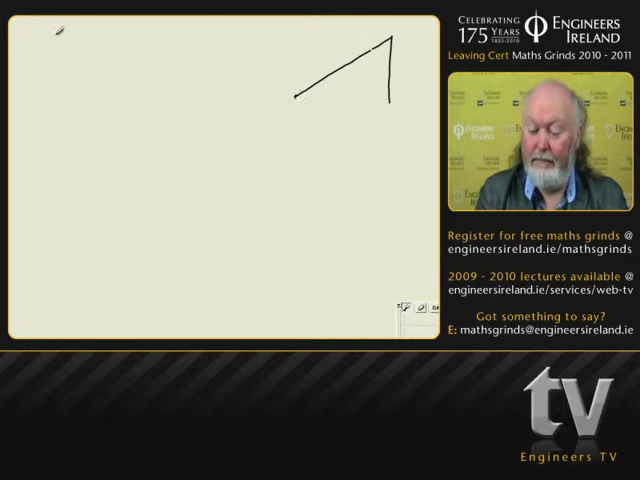 CELEBRATING
175 YEARS
1835-2010
ENGINEERS
IRELAND
Leaving Cert Maths Grinds 2010 - 2011
Register for free maths grinds @
engineersireland.ie/mathsgrinds
2009 - 2010 lectures available @
engineersireland.ie/services/web-tv
Got something to say?
E: mathsgrinds@engineersireland.ie
tv
Engineers TV